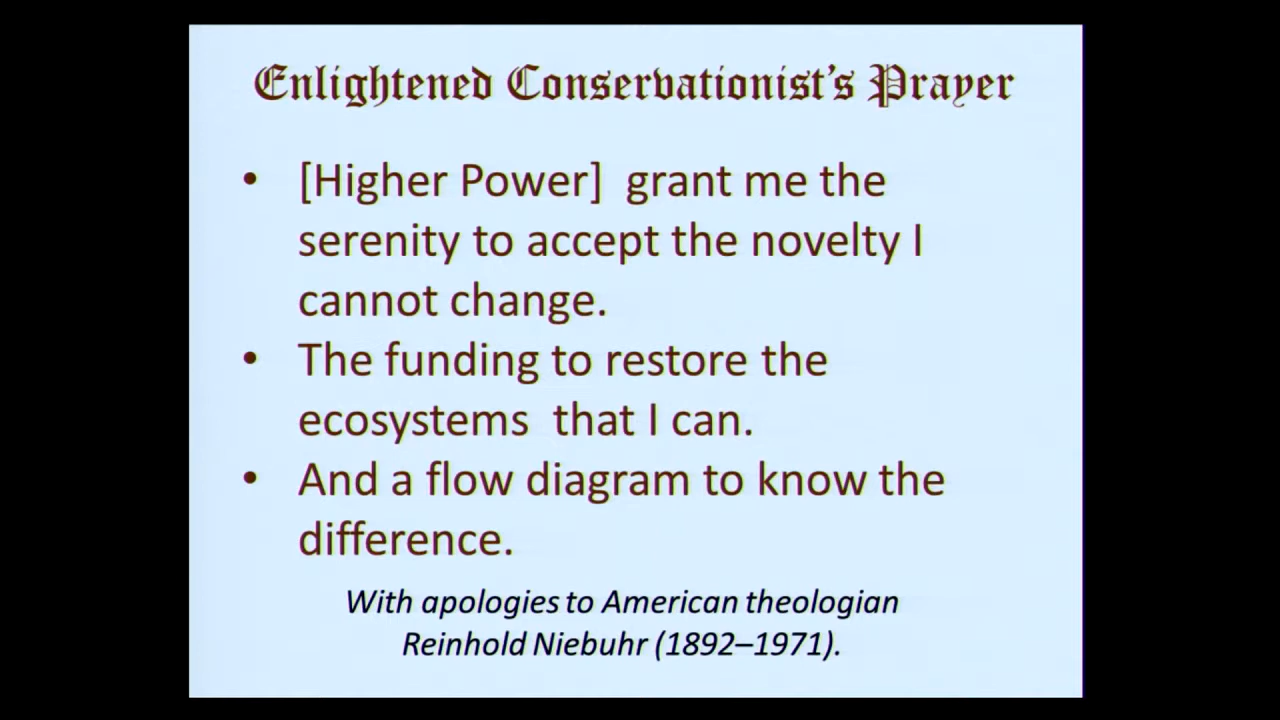 Enlightened Conservationist's Prayer
• [Higher Power]  grant me the
serenity to accept the novelty I
cannot change.
• The funding to restore the
ecosystems  that I can.
• And a flow diagram to know the
difference.
With apologies to American theologian
Reinhold Niebuhr (1892–1971).